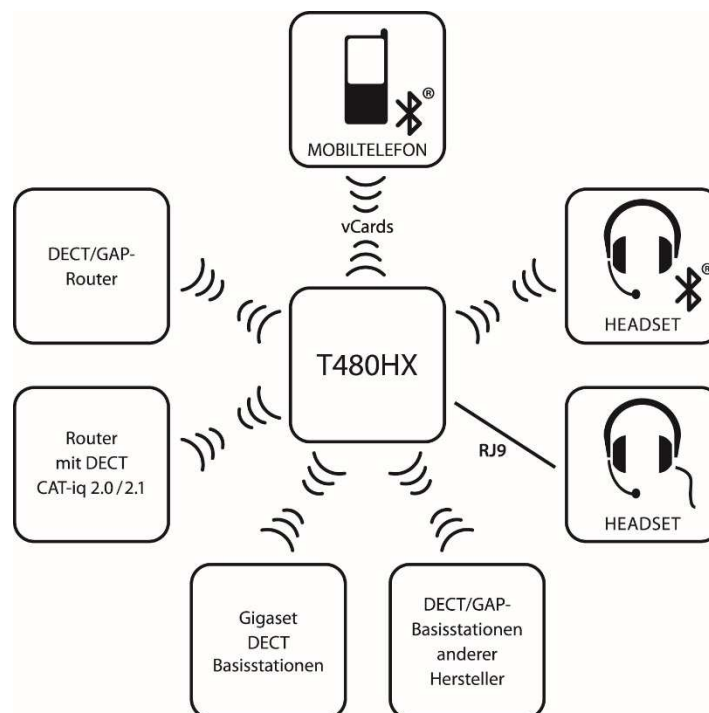 ®
MOBILTELEFON
vCards
DECT/GAP-
Router
®
HEADSET
T480HX
Router
mit DECT
CAT-iq 2.0/2.1
RJ9
HEADSET
Gigaset
DECT
Basisstationen
DECT/GAP-
Basisstationen
anderer
Hersteller